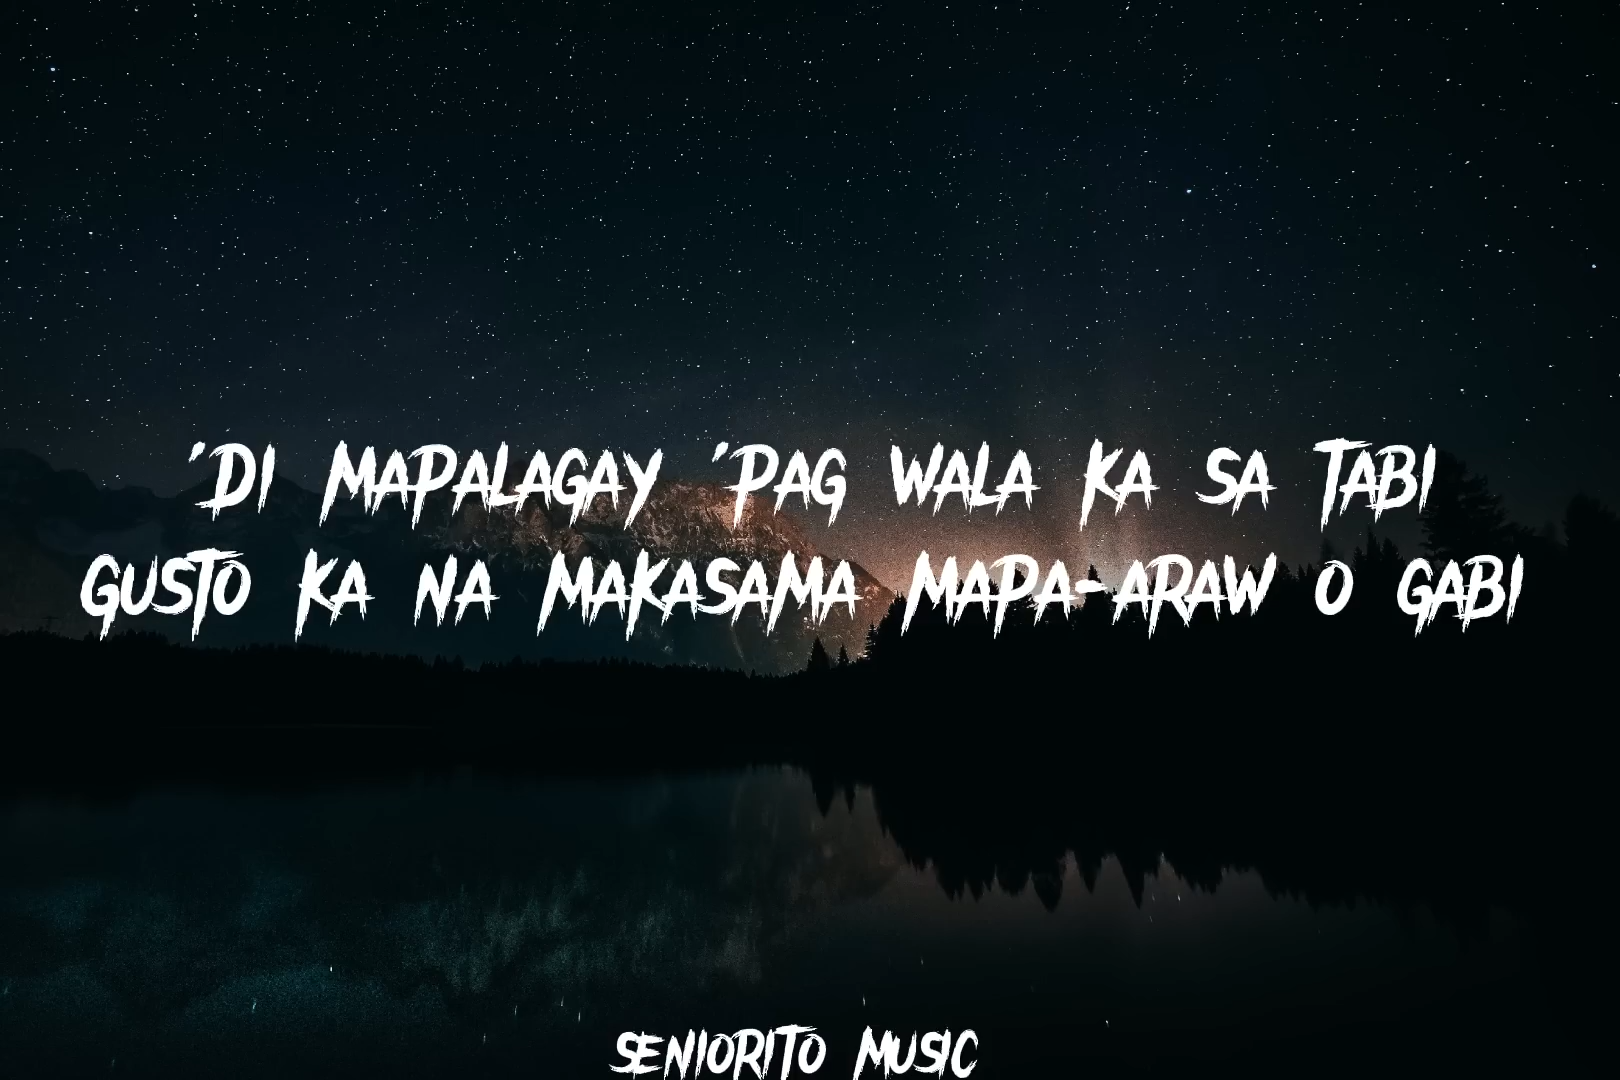 'DI MAPALAGAY 'PAG WALA KA SA TABI
GUSTO KA NA MAKASAMA MAPA-ARAW O GABI
SENIORITO MUSIC